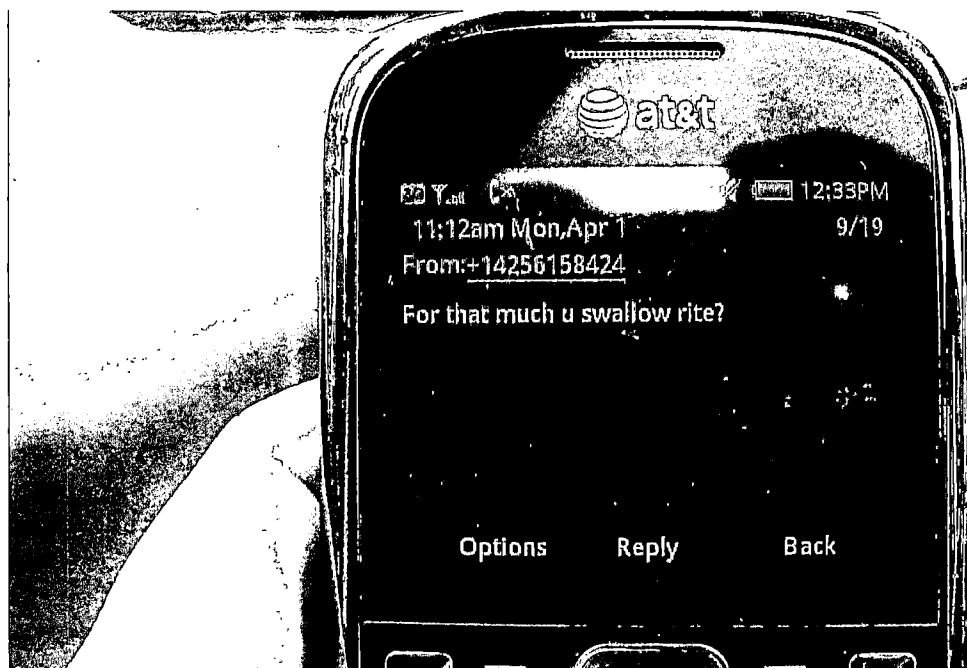 at&t
12:33PM
11:12am Mon,Apr 1
9/19
From:+14256158424
For that much u swallow rite?
Options Reply Back